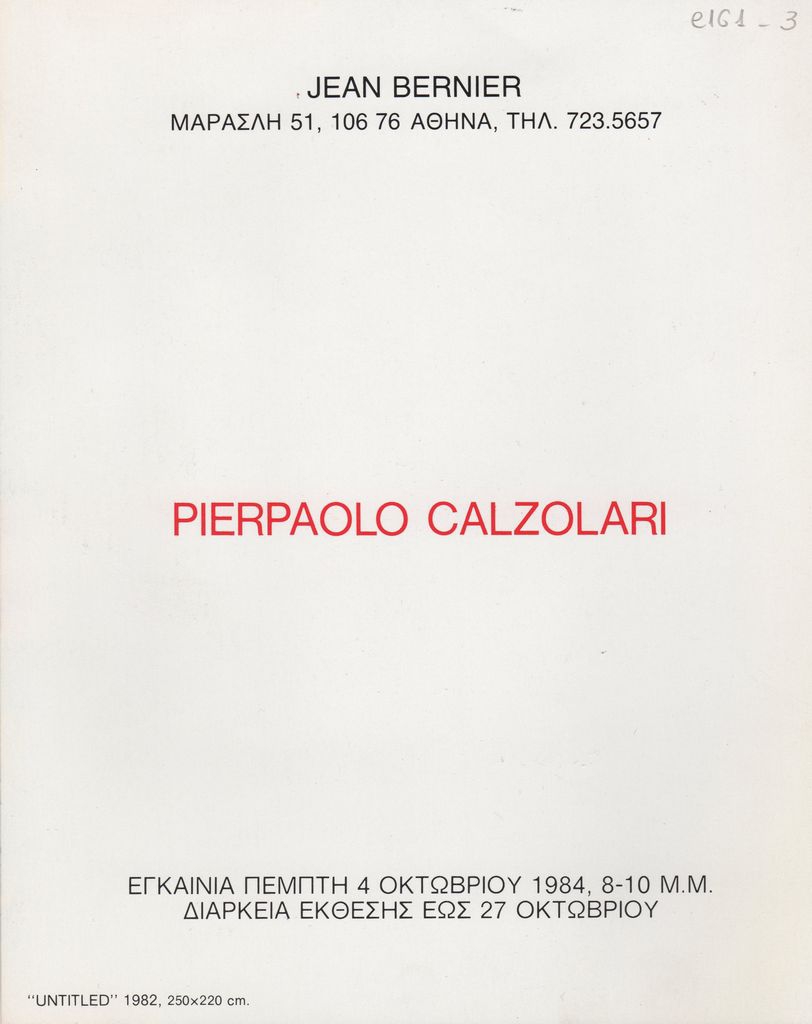 e161 - 3
JEAN BERNIER
ΜΑΡΑΣΛΗ 51, 106 76 ΑΘΗΝΑ, ΤΗΛ. 723.5657
PIERPAOLO CALZOLARI
ΕΓΚΑΙΝΙΑ ΠΕΜΠΤΗ 4 ΟΚΤΩΒΡΙΟΥ 1984, 8-10 Μ.Μ.
ΔΙΑΡΚΕΙΑ ΕΚΘΕΣΗΣ ΕΩΣ 27 ΟΚΤΩΒΡΙΟΥ
“UNTITLED” 1982, 250×220 cm.